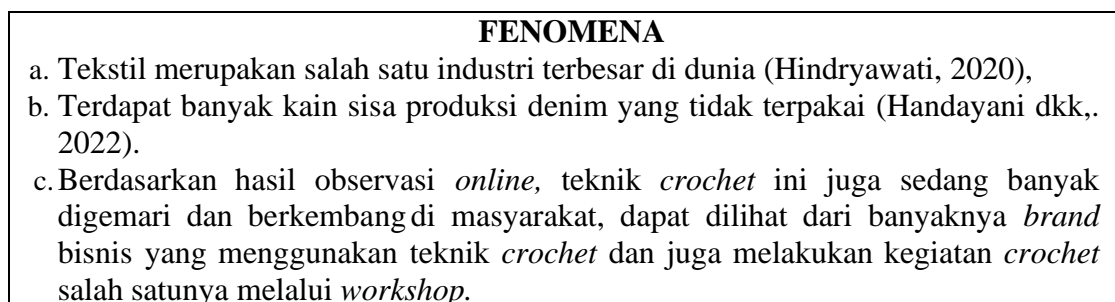 FENOMENA
a. Tekstil merupakan salah satu industri terbesar di dunia (Hindryawati, 2020),
b. Terdapat banyak kain sisa produksi denim yang tidak terpakai (Handayani dkk,.
2022).
c. Berdasarkan hasil observasi online, teknik crochet ini juga sedang banyak
digemari dan berkembang di masyarakat, dapat dilihat dari banyaknya brand
bisnis yang menggunakan teknik crochet dan juga melakukan kegiatan crochet
salah satunya melalui workshop.